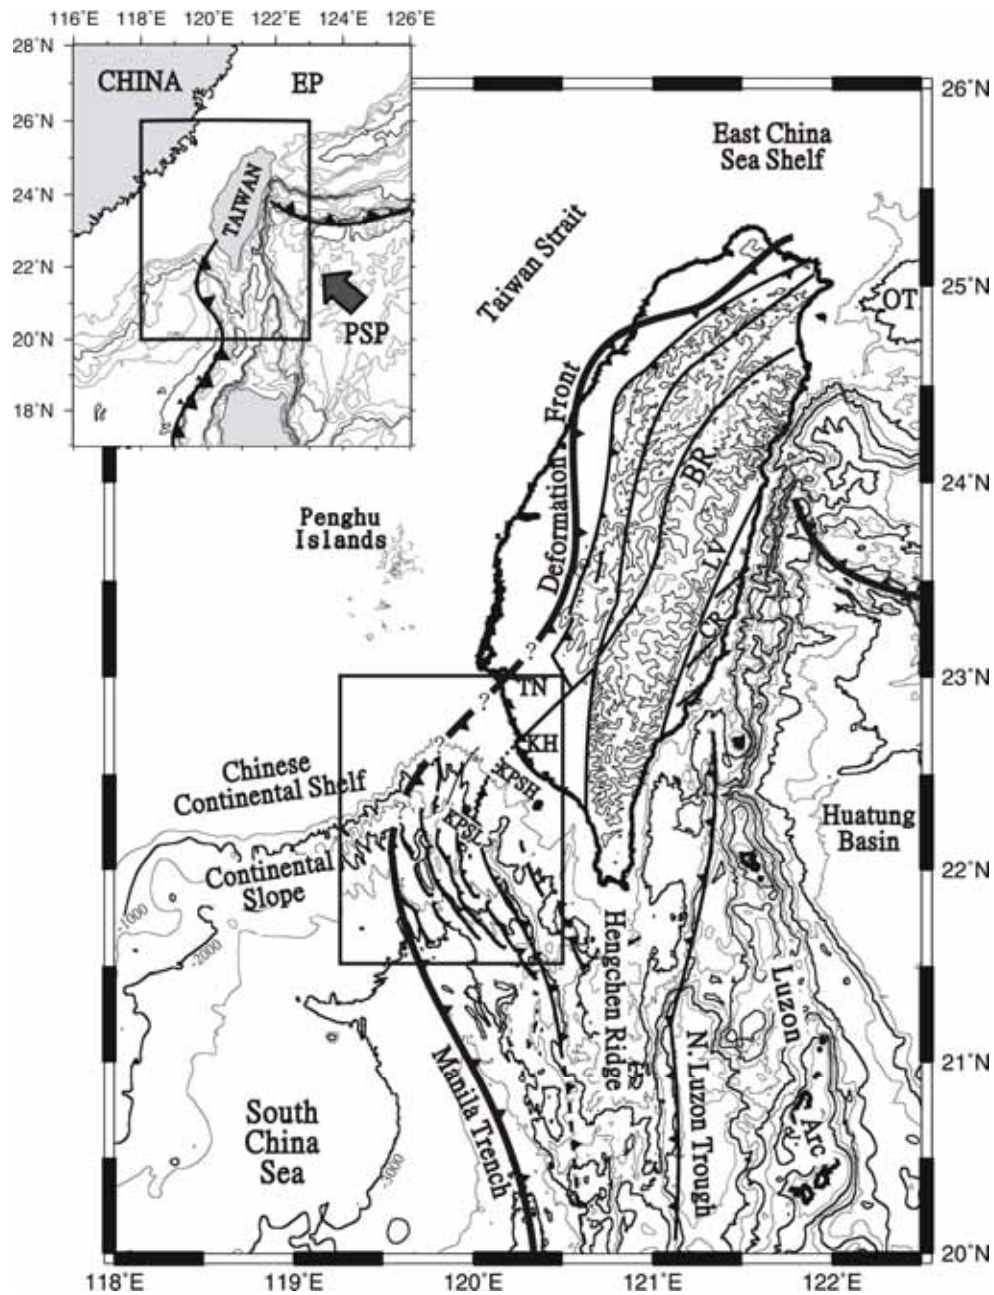 116˚E 118˚E 120˚E 122˚E 124˚E 126˚E
28˚N
26˚N
24˚N
22˚N
20˚N
18˚N
CHINA
EP
TAIWAN
PSP
26˚N
25˚N
24˚N
23˚N
22˚N
21˚N
20˚N
East China
Sea Shelf
Taiwan Strait
OT
Deformation Front
BR
LV
CR
Penghu
Islands
?
?
?
TN
KH
KPSH
KPSL
Chinese
Continental Shelf
Continental
Slope
-1000
-2000
-3000
Huatung
Basin
Hengchen Ridge
Luzon
Arc
N. Luzon Trough
Manila Trench
South
China
Sea
118˚E 119˚E 120˚E 121˚E 122˚E